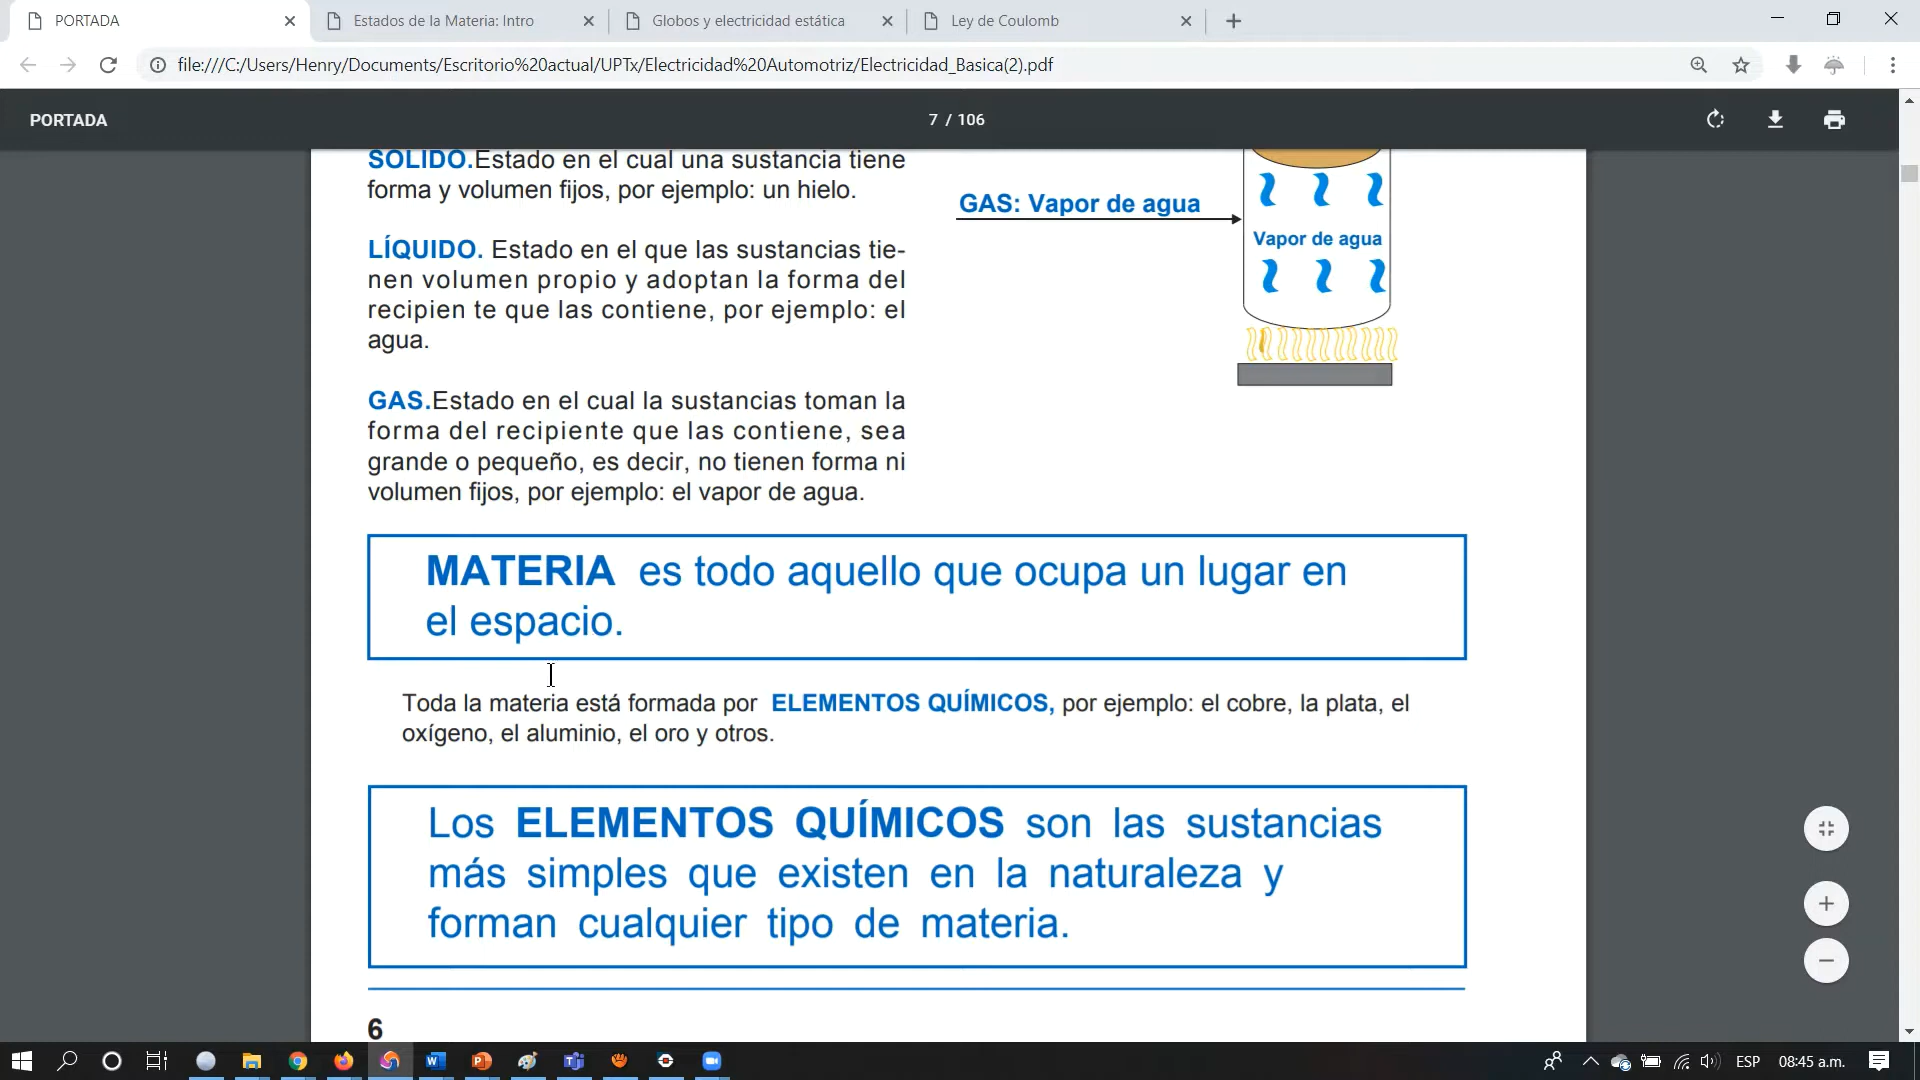 PORTADA
Estados de la Materia: Intro
Globos y electricidad estática
Ley de Coulomb
file:///C:/Users/Henry/Documents/Escritorio%20actual/UPTx/Electricidad%20Automotriz/Electricidad_Basica(2).pdf
PORTADA
7 / 106
SOLIDO.Estado en el cual una sustancia tiene
forma y volumen fijos, por ejemplo: un hielo.
LÍQUIDO. Estado en el que las sustancias tie-
nen volumen propio y adoptan la forma del
recipien te que las contiene, por ejemplo: el
agua.
GAS.Estado en el cual la sustancias toman la
forma del recipiente que las contiene, sea
grande o pequeño, es decir, no tienen forma ni
volumen fijos, por ejemplo: el vapor de agua.
GAS: Vapor de agua
Vapor de agua
MATERIA es todo aquello que ocupa un lugar en
el espacio.
Toda la materia está formada por ELEMENTOS QUÍMICOS, por ejemplo: el cobre, la plata, el
oxígeno, el aluminio, el oro y otros.
Los ELEMENTOS QUÍMICOS son las sustancias
más simples que existen en la naturaleza y
forman cualquier tipo de materia.
6
ESP
08:45 a.m.